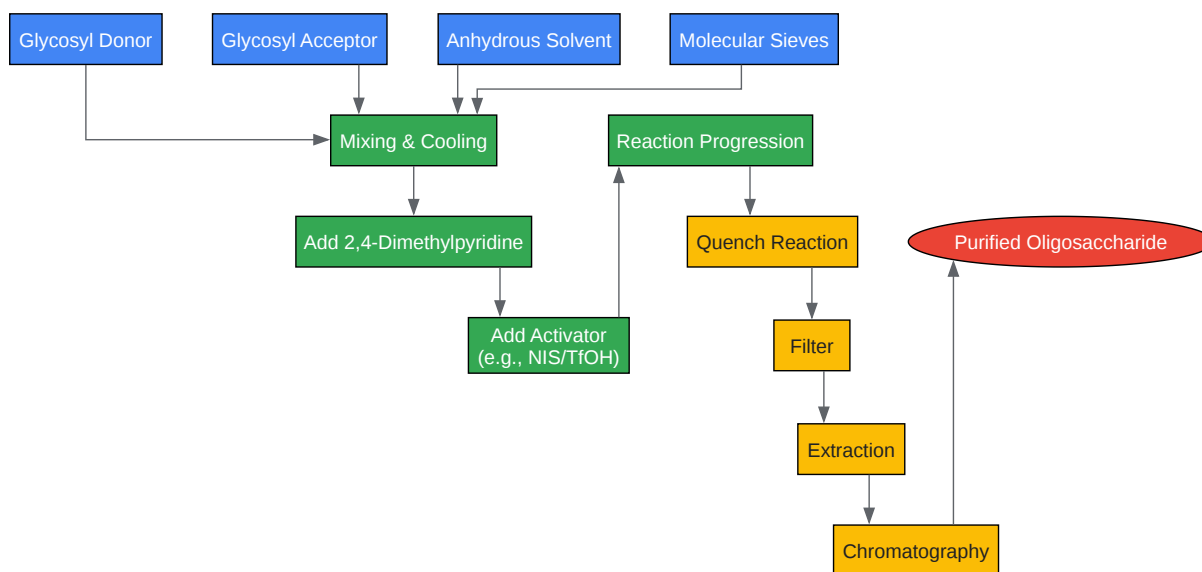 Glycosyl Donor
Glycosyl Acceptor
Anhydrous Solvent
Molecular Sieves
Mixing & Cooling
Reaction Progression
Add 2,4-Dimethylpyridine
Quench Reaction
Purified Oligosaccharide
Add Activator
(e.g., NIS/TfOH)
Filter
Extraction
Chromatography